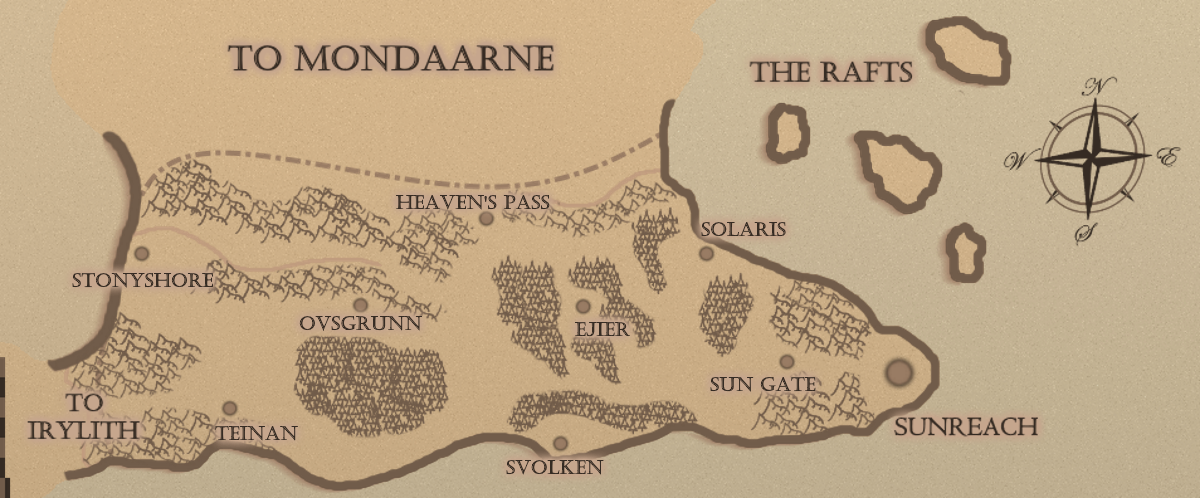 TO MONDAARNE
THE RAFTS
N
W
E
S
HEAVEN'S PASS
SOLARIS
STONYSHORE
OVSGRUNN
EJIER
SUN GATE
TO
IRYLITH
TEINAN
SUNREACH
SVOLKEN